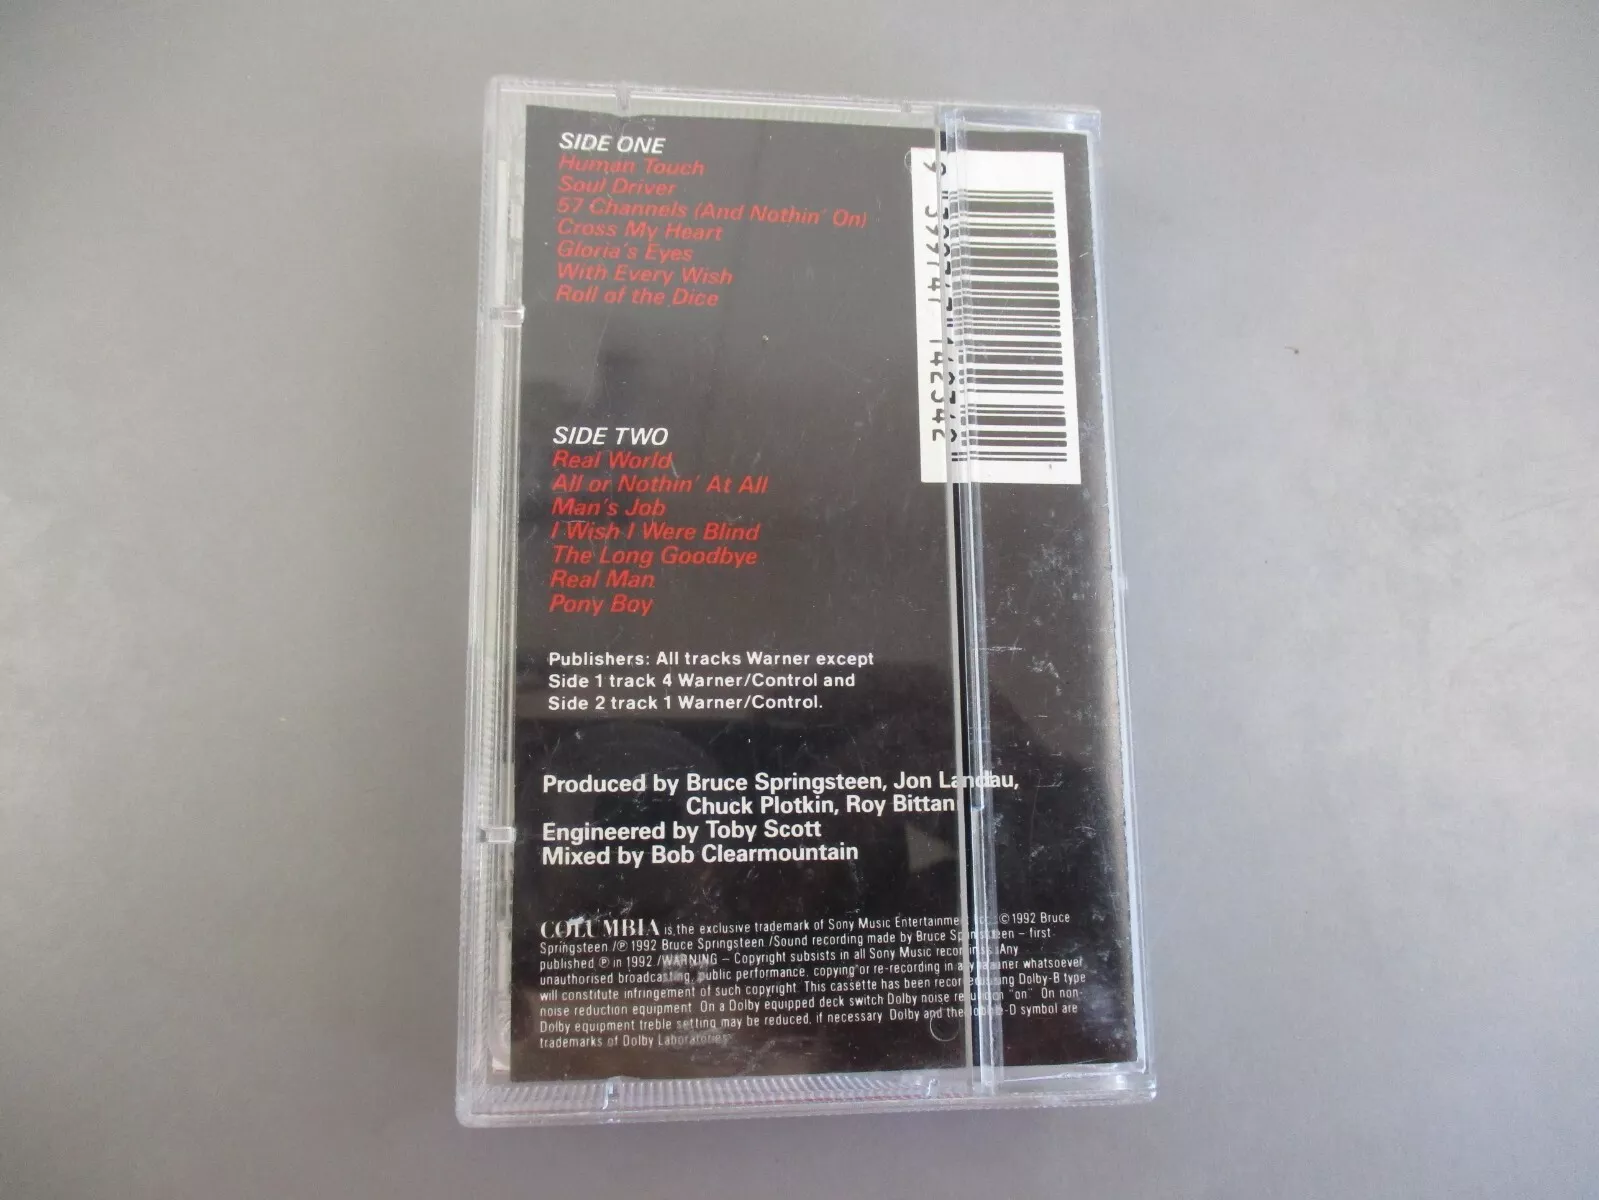 SIDE ONE
Human Touch
Soul Driver
57 Channels (And Nothin' On)
Cross My Heart
Gloria's Eyes
With Every Wish
Roll of the Dice
SIDE TWO
Real World
All or Nothin' At All
Man's Job
I Wish I Were Blind
The Long Goodbye
Real Man
Pony Boy
Publishers: All tracks Warner except
Side 1 track 4 Warner/Control and
Side 2 track 1 Warner/Control.
Produced by Bruce Springsteen, Jon Landau,
Chuck Plotkin, Roy Bittan
Engineered by Toby Scott
Mixed by Bob Clearmountain
COLUMBIA is the exclusive trademark of Sony Music Entertainment Inc. © 1992 Bruce
Springsteen /℗ 1992 Bruce Springsteen /Sound recording made by Bruce Springsteen – first
published ℗ in 1992 /WARNING – Copyright subsists in all Sony Music recordings. Any
unauthorised broadcasting, public performance, copying or re-recording in any manner whatsoever
will constitute infringement of such copyright. This cassette has been recorded using Dolby-B type
noise reduction equipment. On a Dolby equipped deck switch Dolby noise reduction "on". On non-
Dolby equipment treble setting may be reduced, if necessary. Dolby and the double-D symbol are
trademarks of Dolby Laboratories.